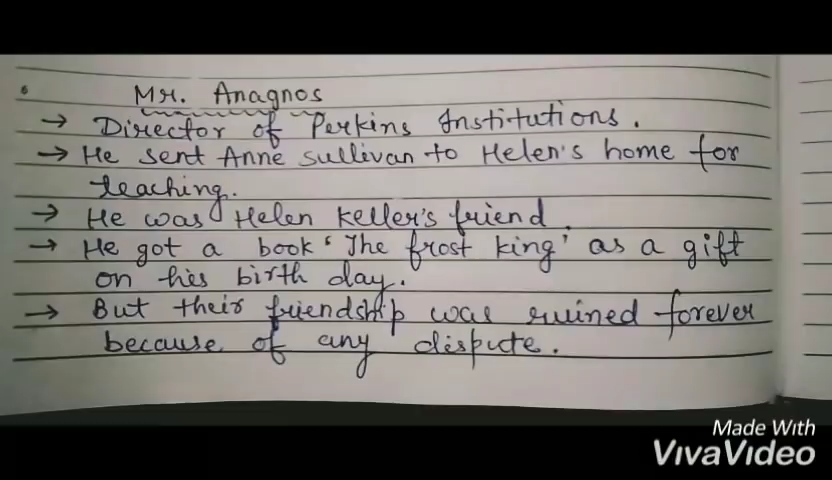 Mr. Anagnos
→ Director of Perkins Institutions.
→ He sent Anne Sullivan to Helen's home for
teaching.
→ He was Helen Keller's friend.
→ He got a book 'The frost king' as a gift
on his birth day.
→ But their friendship was ruined forever
because of any dispute.
Made With
VivaVideo